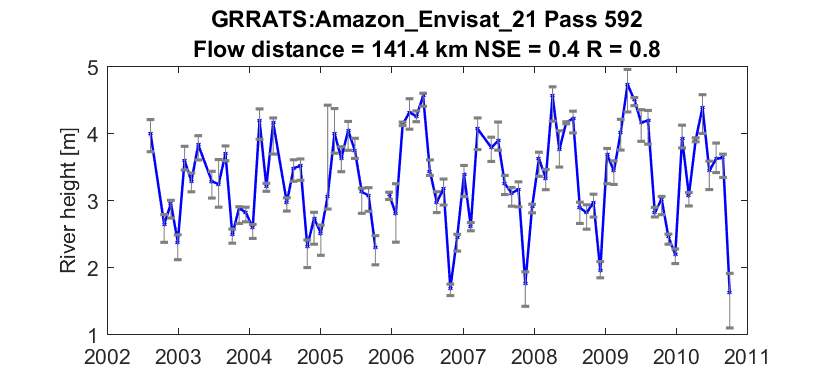 GRRATS:Amazon_Envisat_21 Pass 592
Flow distance = 141.4 km NSE = 0.4 R = 0.8
River height [m]
5
4
3
2
1
2002 2003 2004 2005 2006 2007 2008 2009 2010 2011